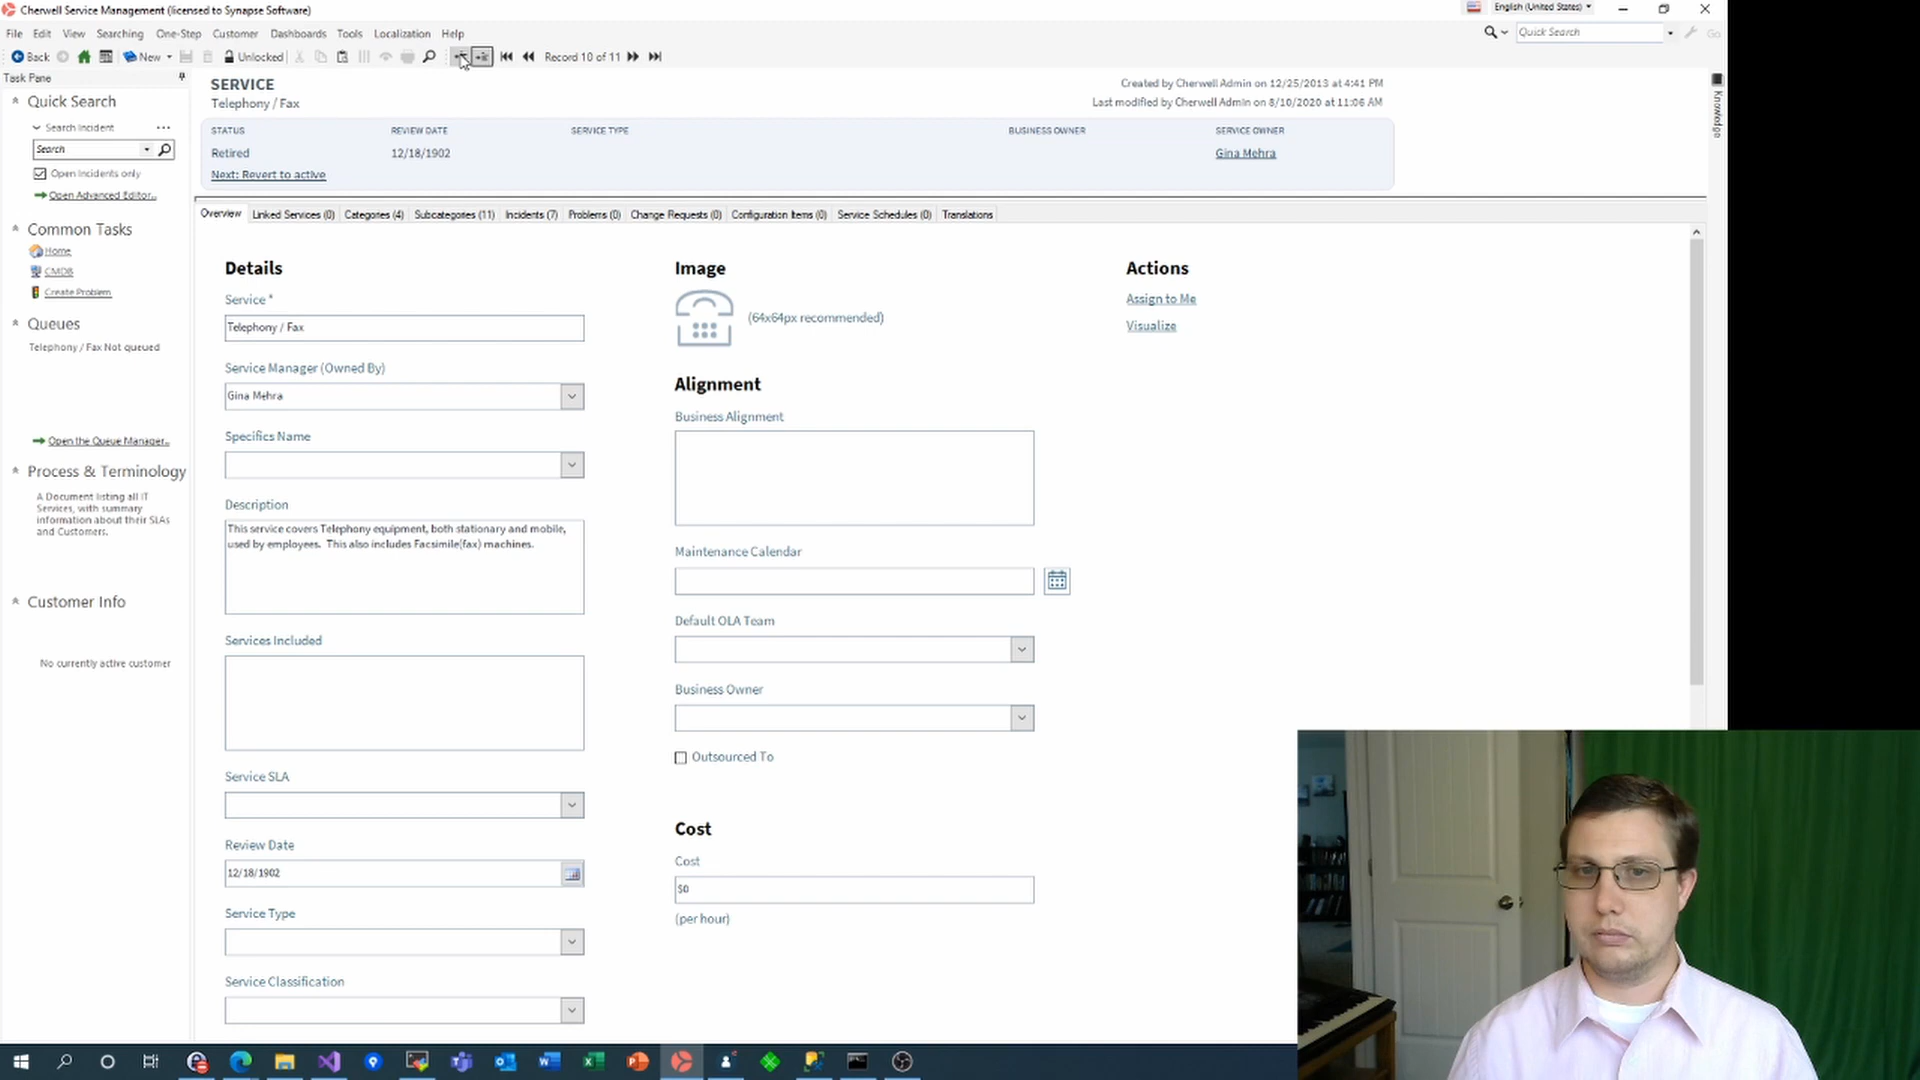 Cherwell Service Management (licensed to Synapse Software)
English (United States)
File Edit View Searching One-Step Customer Dashboards Tools Localization Help
Quick Search
Go
Back
New
Unlocked
Record 10 of 11
Task Pane
Quick Search
Search Incident
Search
Open Incidents only
Open Advanced Editor...
Common Tasks
Home
CMDB
Create Problem
Queues
Telephony / Fax Not queued
Open the Queue Manager...
Process & Terminology
A Document listing all IT
Services, with summary
information about their SLAs
and Customers.
Customer Info
No currently active customer
SERVICE
Telephony / Fax
Created by Cherwell Admin on 12/25/2013 at 4:41 PM
Last modified by Cherwell Admin on 8/10/2020 at 11:06 AM
STATUS REVIEW DATE SERVICE TYPE BUSINESS OWNER SERVICE OWNER
Retired 12/18/1902 Gina Mehra
Next: Revert to active
Knowledge
Overview Linked Services (0) Categories (4) Subcategories (11) Incidents (7) Problems (0) Change Requests (0) Configuration Items (0) Service Schedules (0) Translations
Details
Service *
Telephony / Fax
Service Manager (Owned By)
Gina Mehra
Specifics Name
Description
This service covers Telephony equipment, both stationary and mobile,
used by employees. This also includes Facsimile(fax) machines.
Services Included
Service SLA
Review Date
12/18/1902
Service Type
Service Classification
Image
(64x64px recommended)
Alignment
Business Alignment
Maintenance Calendar
Default OLA Team
Business Owner
Outsourced To
Cost
Cost
$0
(per hour)
Actions
Assign to Me
Visualize